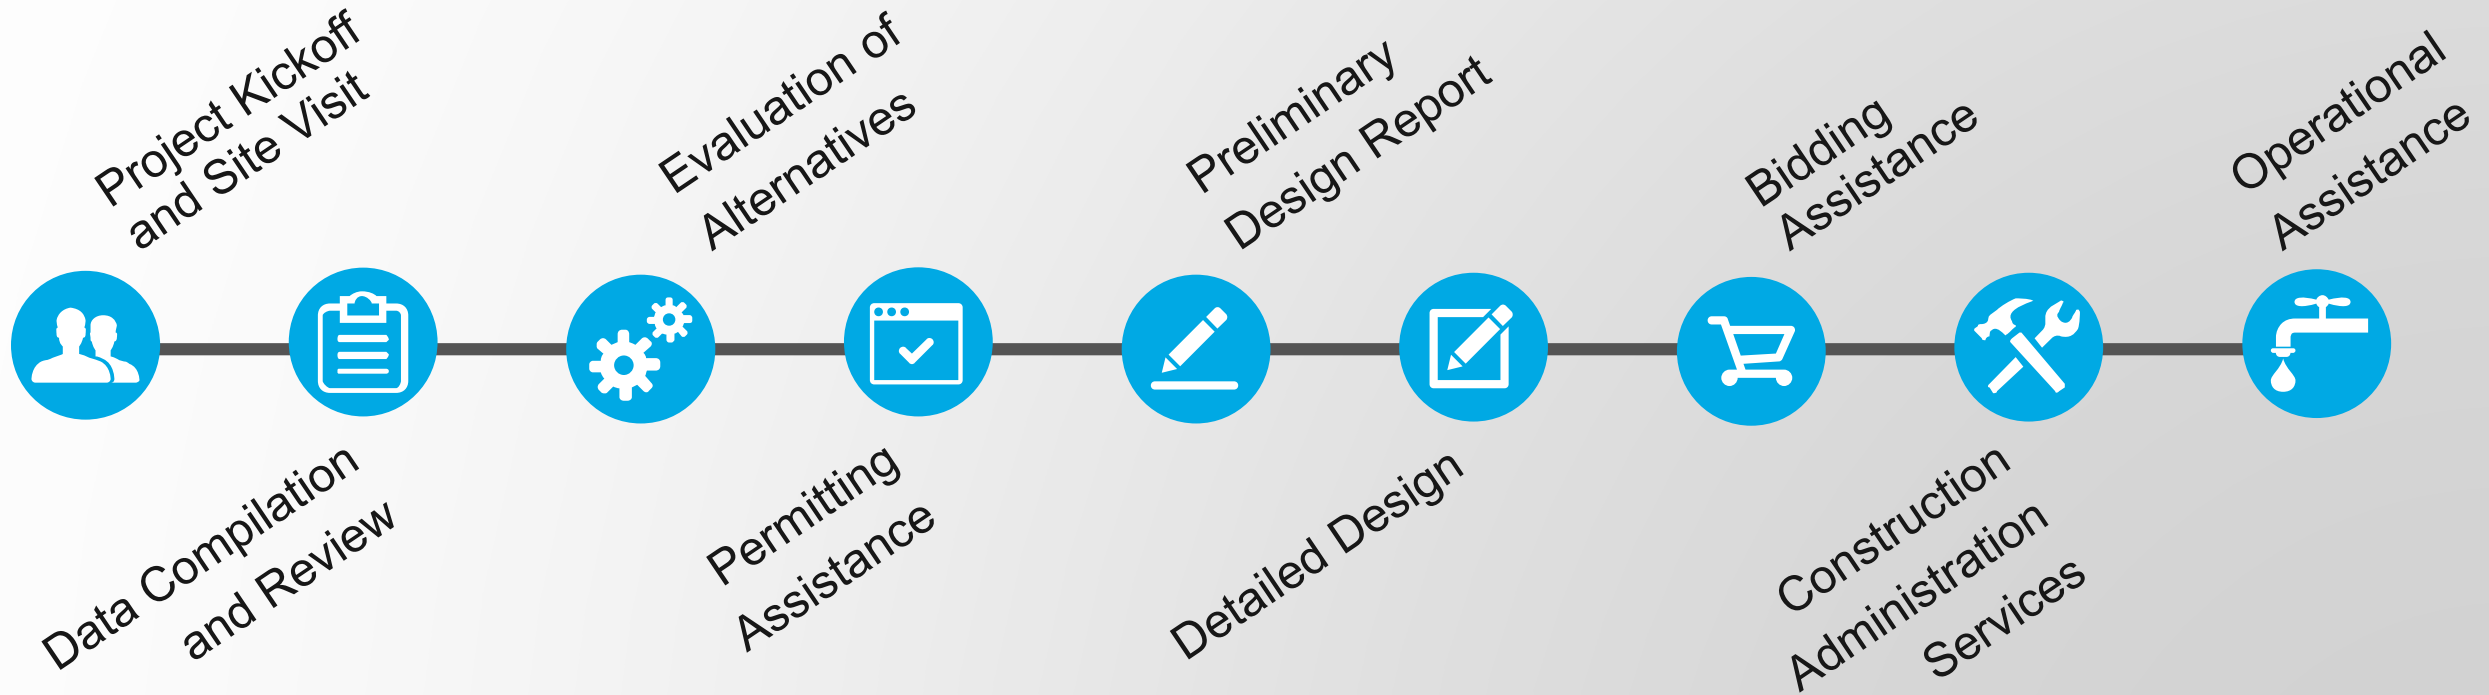 Project Kickoff
and Site Visit
Data Compilation
and Review
Evaluation of
Alternatives
Permitting
Assistance
Preliminary
Design Report
Detailed Design
Bidding
Assistance
Construction
Administration
Services
Operational
Assistance